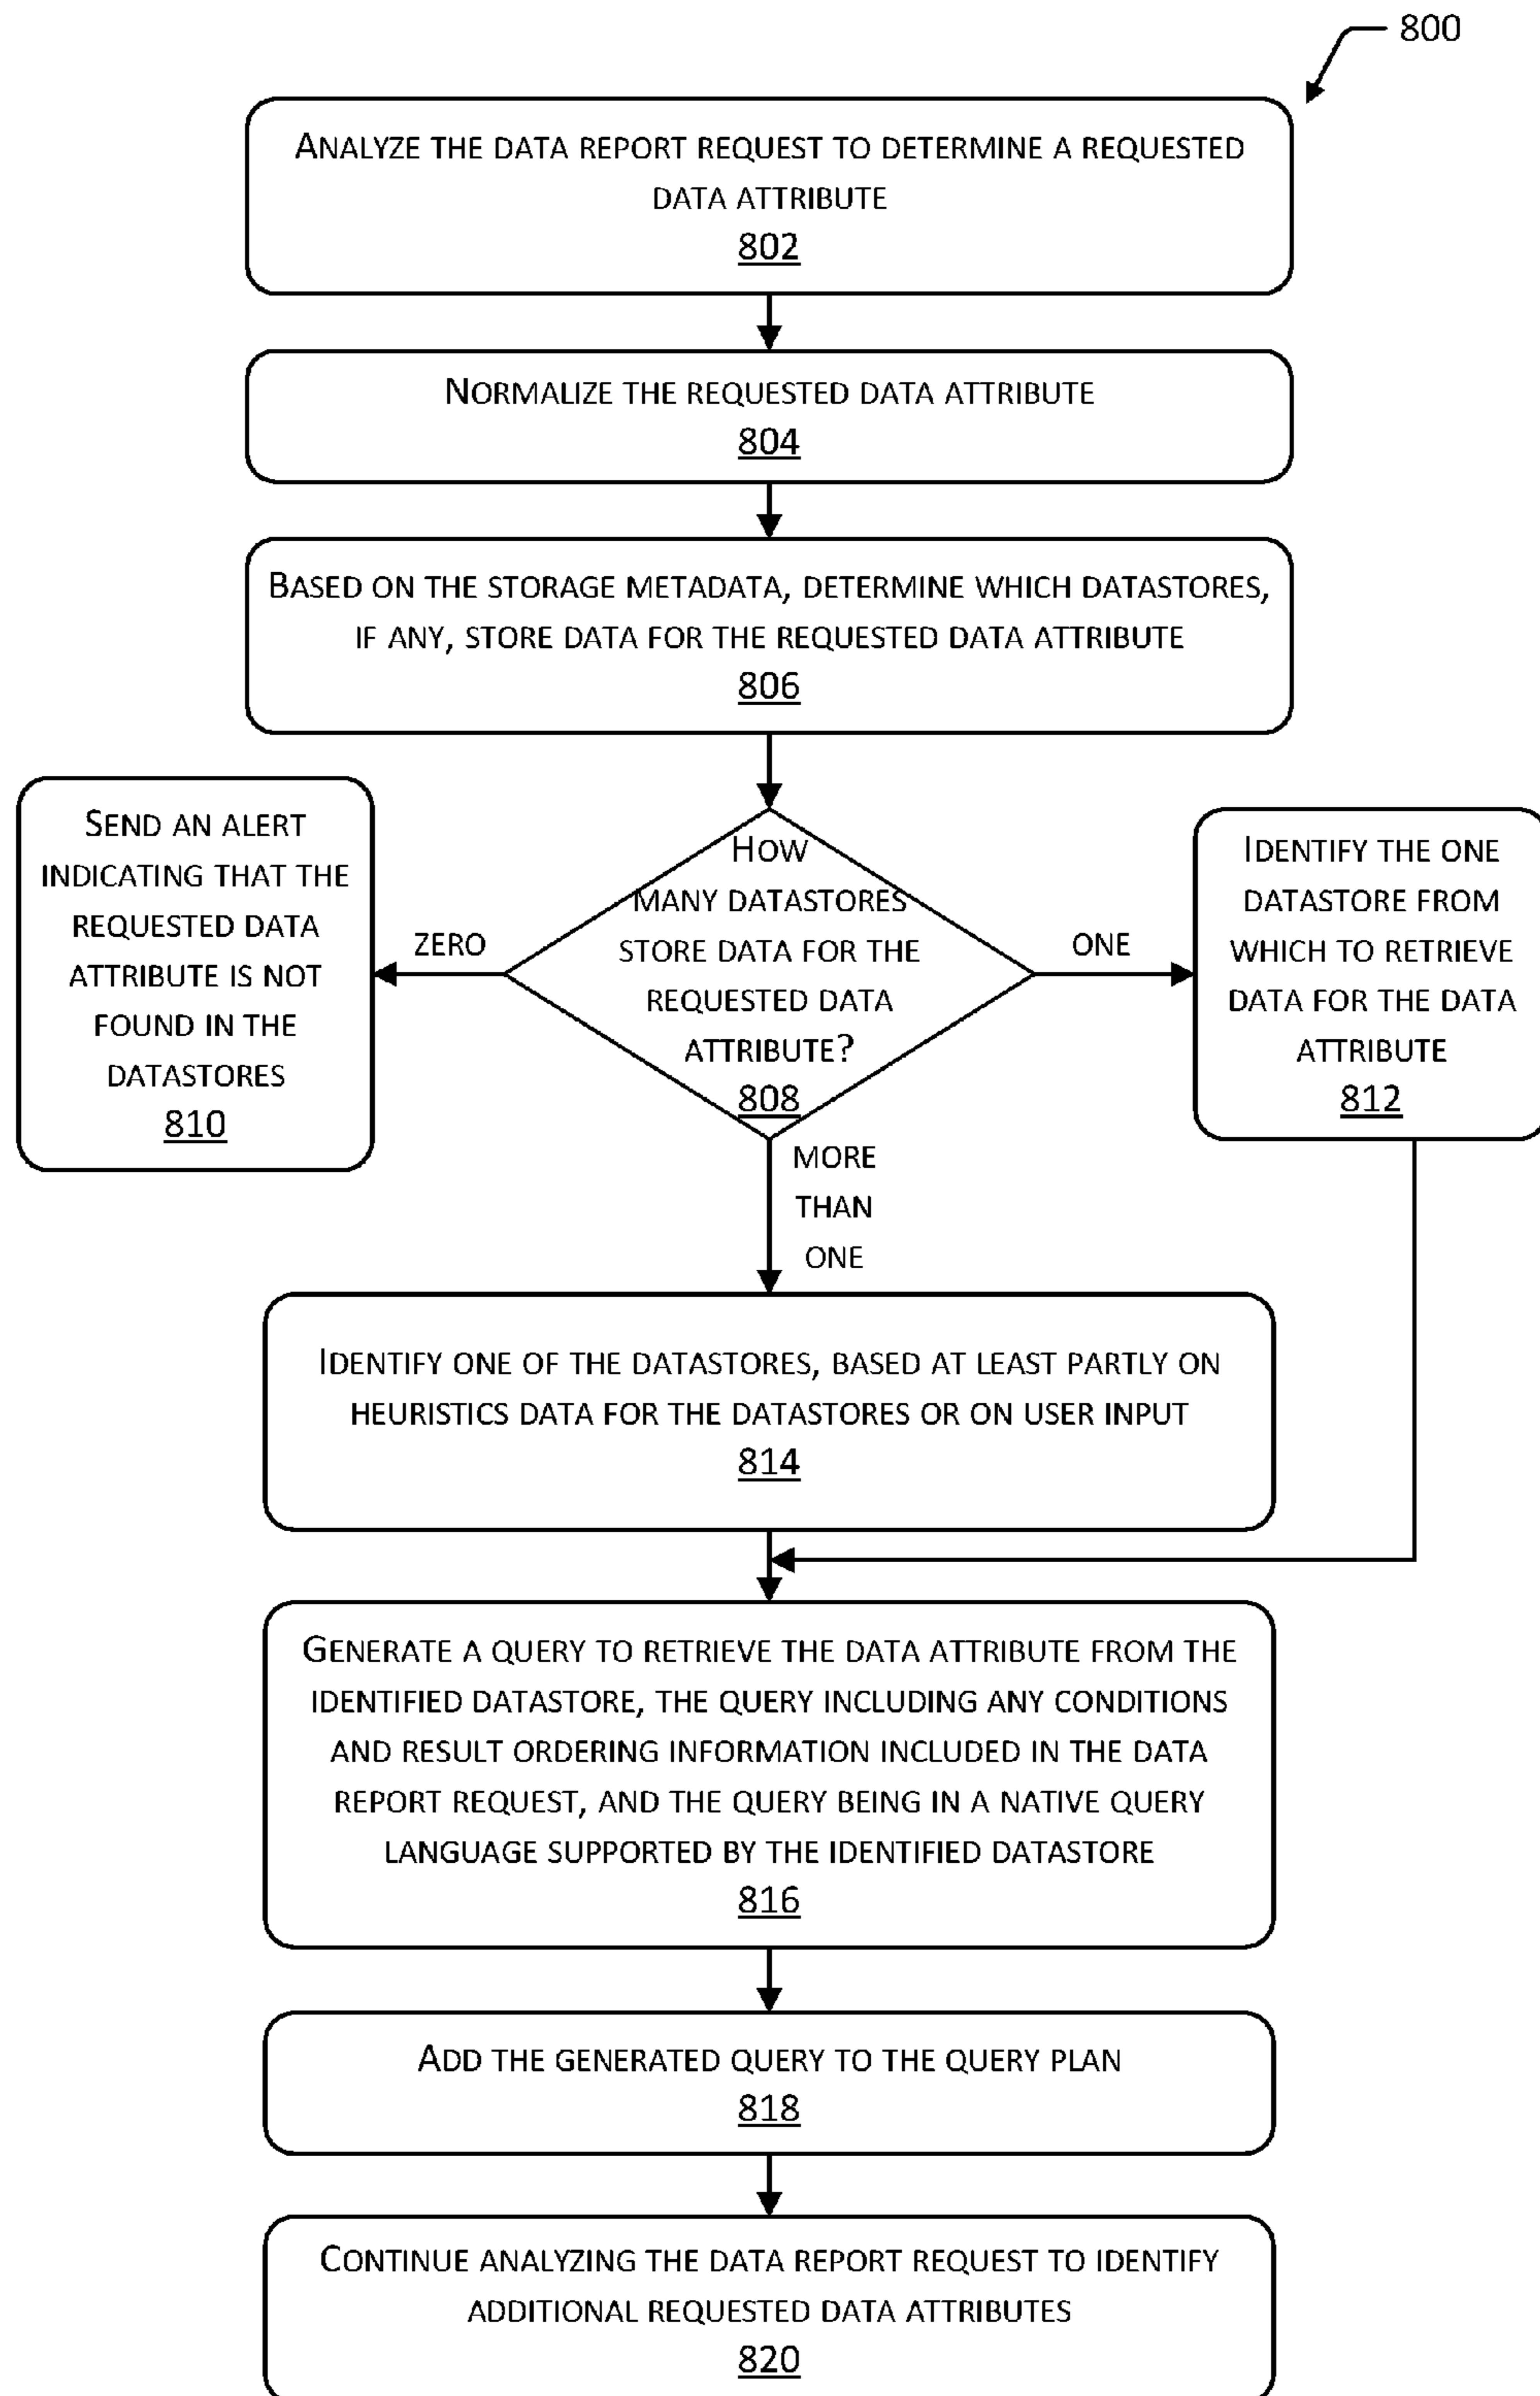 800
ANALYZE THE DATA REPORT REQUEST TO DETERMINE A REQUESTED
DATA ATTRIBUTE
802
NORMALIZE THE REQUESTED DATA ATTRIBUTE
804
BASED ON THE STORAGE METADATA, DETERMINE WHICH DATASTORES,
IF ANY, STORE DATA FOR THE REQUESTED DATA ATTRIBUTE
806
SEND AN ALERT
INDICATING THAT THE
REQUESTED DATA
ATTRIBUTE IS NOT
FOUND IN THE
DATASTORES
810
ZERO
HOW
MANY DATASTORES
STORE DATA FOR THE
REQUESTED DATA
ATTRIBUTE?
808
ONE
IDENTIFY THE ONE
DATASTORE FROM
WHICH TO RETRIEVE
DATA FOR THE DATA
ATTRIBUTE
812
MORE
THAN
ONE
IDENTIFY ONE OF THE DATASTORES, BASED AT LEAST PARTLY ON
HEURISTICS DATA FOR THE DATASTORES OR ON USER INPUT
814
GENERATE A QUERY TO RETRIEVE THE DATA ATTRIBUTE FROM THE
IDENTIFIED DATASTORE, THE QUERY INCLUDING ANY CONDITIONS
AND RESULT ORDERING INFORMATION INCLUDED IN THE DATA
REPORT REQUEST, AND THE QUERY BEING IN A NATIVE QUERY
LANGUAGE SUPPORTED BY THE IDENTIFIED DATASTORE
816
ADD THE GENERATED QUERY TO THE QUERY PLAN
818
CONTINUE ANALYZING THE DATA REPORT REQUEST TO IDENTIFY
ADDITIONAL REQUESTED DATA ATTRIBUTES
820